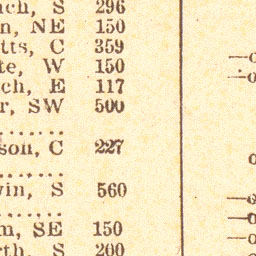 ch, S 296
n, NE 150
tts, C 359
te, W 150
ch, E 117
r, SW 500
........
son, C 227
........
vin, S 560
........
m, SE 150
rth, S 200